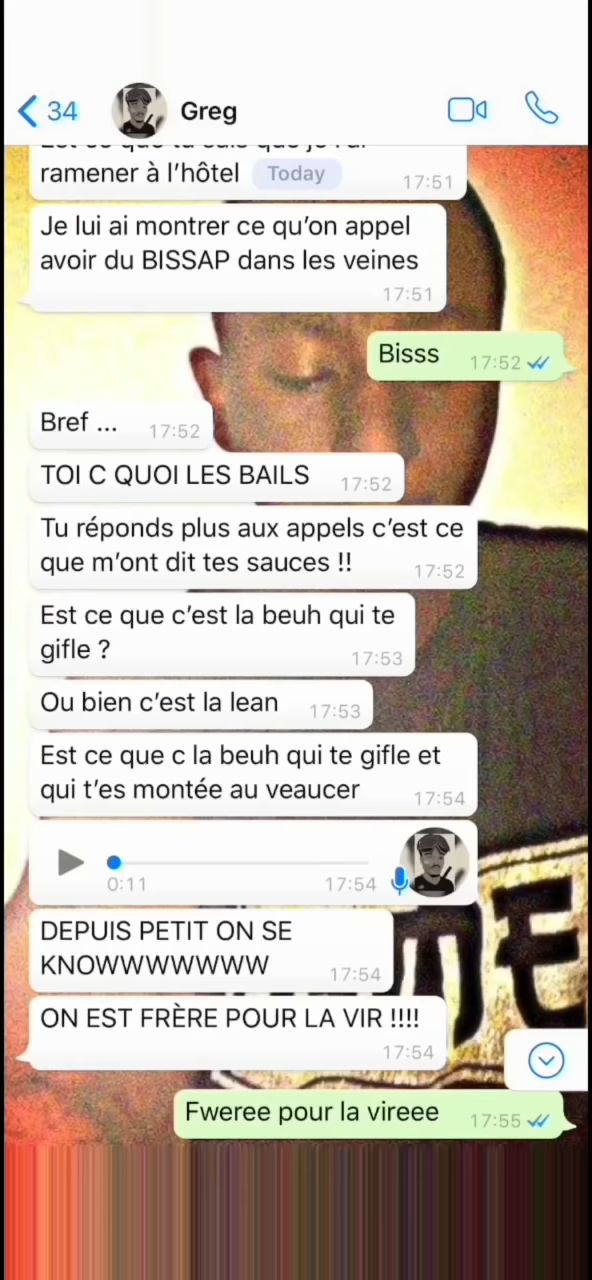 34
Greg
ramener à l'hôtel
Today
17:51
Je lui ai montrer ce qu'on appel
avoir du BISSAP dans les veines
17:51
Bisss 17:52
Bref ... 17:52
TOI C QUOI LES BAILS 17:52
Tu réponds plus aux appels c'est ce
que m'ont dit tes sauces !! 17:52
Est ce que c'est la beuh qui te
gifle ? 17:53
Ou bien c'est la lean 17:53
Est ce que c la beuh qui te gifle et
qui t'es montée au veaucer 17:54
0:11 17:54
DEPUIS PETIT ON SE
KNOWWWWWWW 17:54
ON EST FRÈRE POUR LA VIR !!!!
17:54
Fweree pour la vireee 17:55